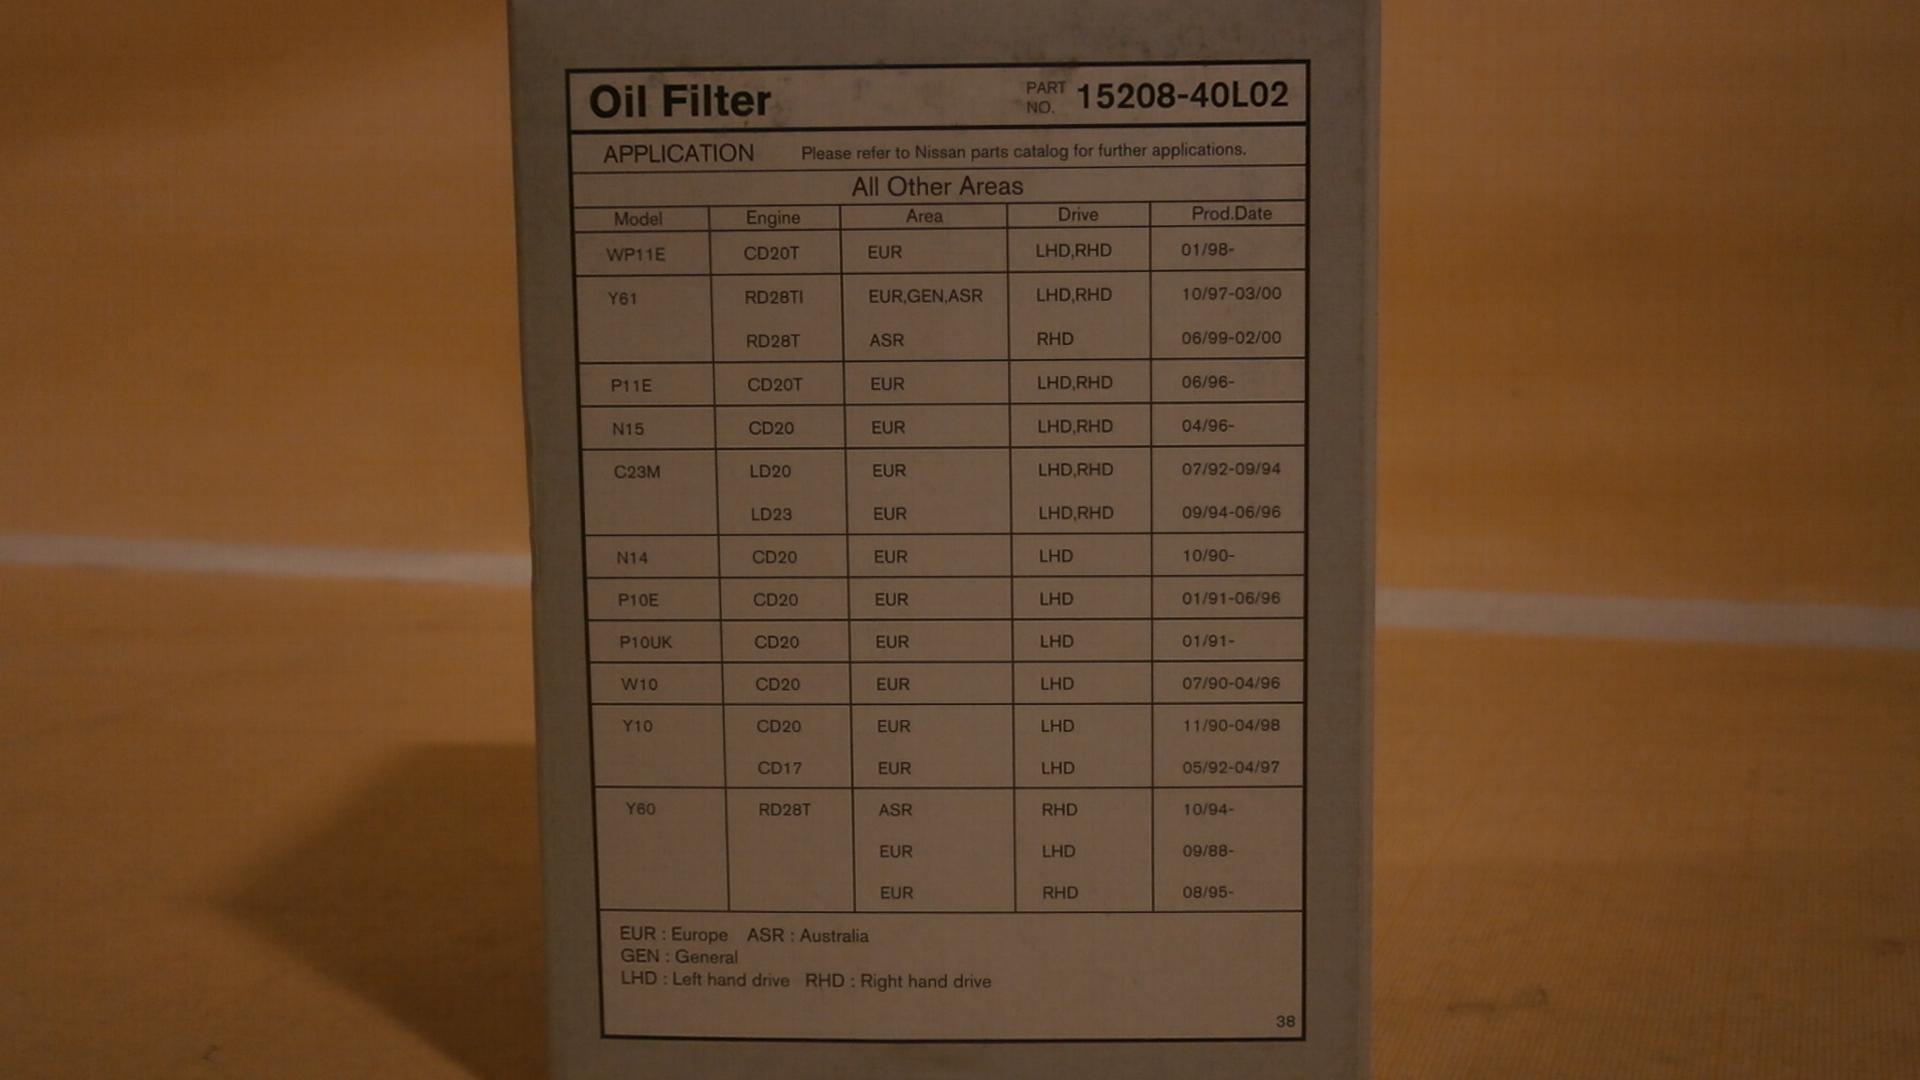 Oil Filter PART NO. 15208-40L02
APPLICATION Please refer to Nissan parts catalog for further applications.
All Other Areas
Model Engine Area Drive Prod.Date
WP11E CD20T EUR LHD,RHD 01/98-
Y61 RD28TI EUR,GEN,ASR LHD,RHD 10/97-03/00
RD28T ASR RHD 06/99-02/00
P11E CD20T EUR LHD,RHD 06/96-
N15 CD20 EUR LHD,RHD 04/96-
C23M LD20 EUR LHD,RHD 07/92-09/94
LD23 EUR LHD,RHD 09/94-06/96
N14 CD20 EUR LHD 10/90-
P10E CD20 EUR LHD 01/91-06/96
P10UK CD20 EUR LHD 01/91-
W10 CD20 EUR LHD 07/90-04/96
Y10 CD20 EUR LHD 11/90-04/98
CD17 EUR LHD 05/92-04/97
Y60 RD28T ASR RHD 10/94-
EUR LHD 09/88-
EUR RHD 08/95-
EUR : Europe ASR : Australia
GEN : General
LHD : Left hand drive RHD : Right hand drive
38